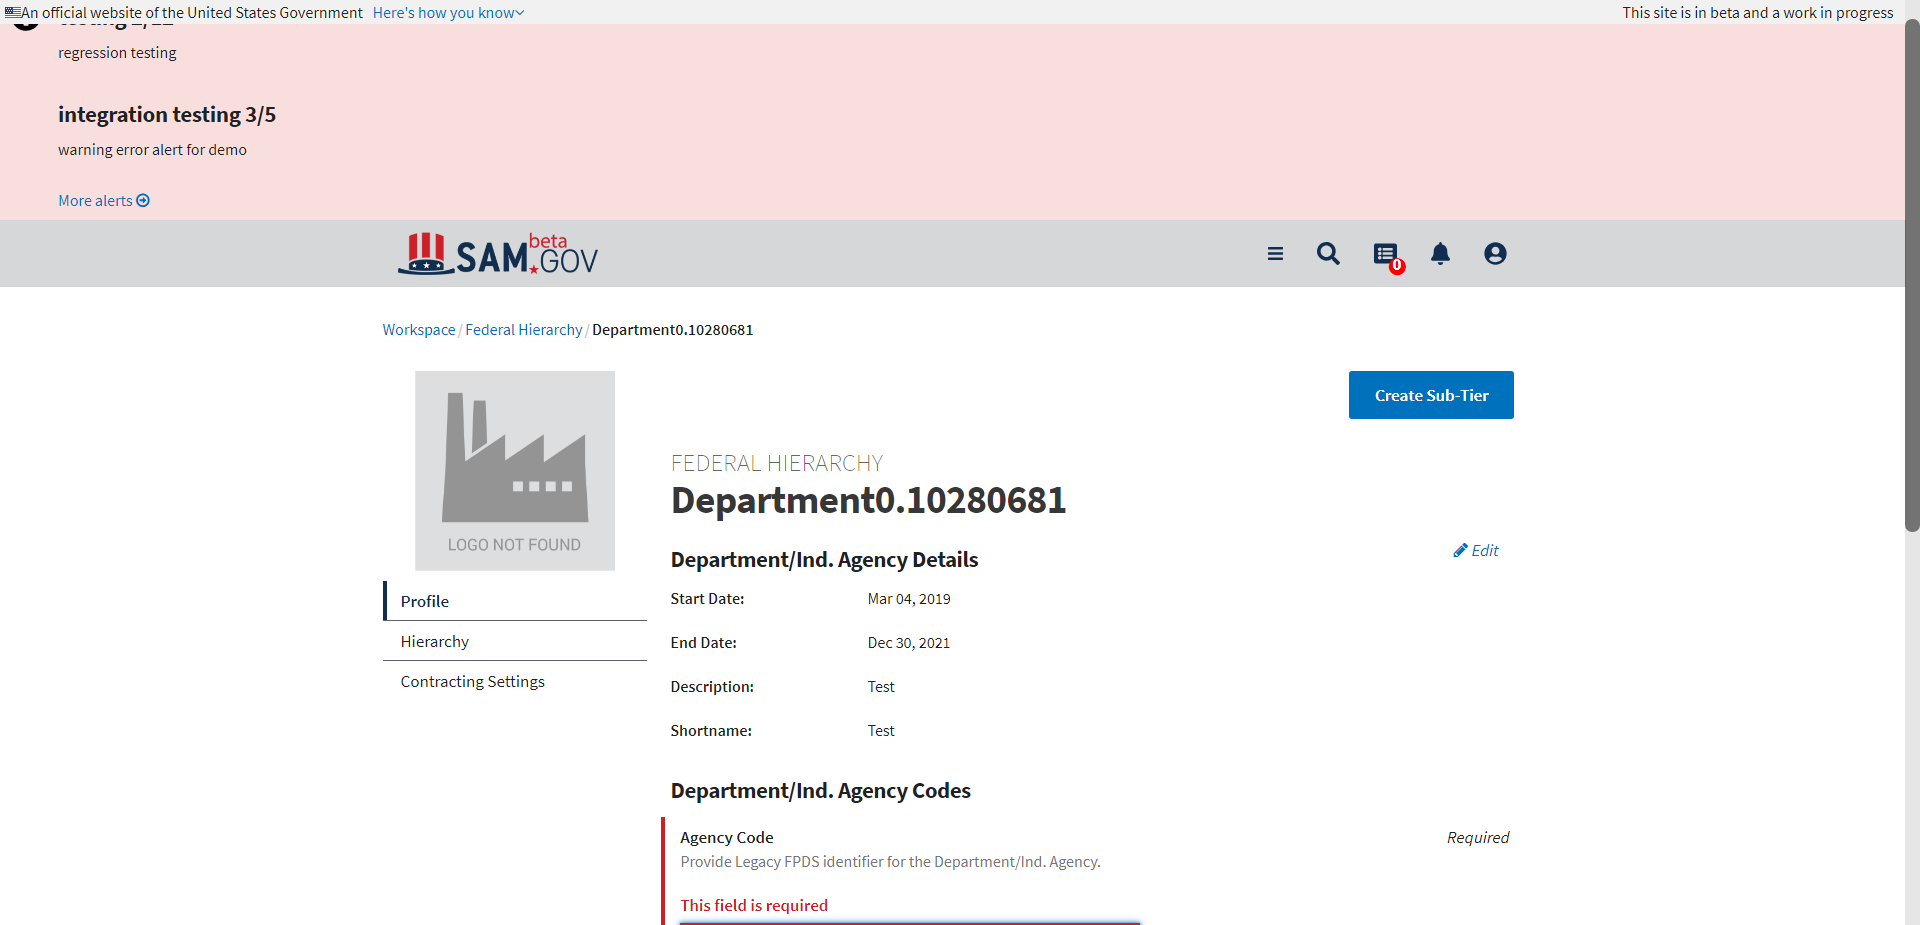 An official website of the United States Government Here's how you know
This site is in beta and a work in progress
regression testing
integration testing 3/5
warning error alert for demo
More alerts
SAM.GOV beta
0
Workspace / Federal Hierarchy / Department0.10280681
LOGO NOT FOUND
Create Sub-Tier
FEDERAL HIERARCHY
Department0.10280681
Department/Ind. Agency Details
Edit
Profile
Hierarchy
Contracting Settings
Start Date: Mar 04, 2019
End Date: Dec 30, 2021
Description: Test
Shortname: Test
Department/Ind. Agency Codes
Agency Code
Required
Provide Legacy FPDS identifier for the Department/Ind. Agency.
This field is required